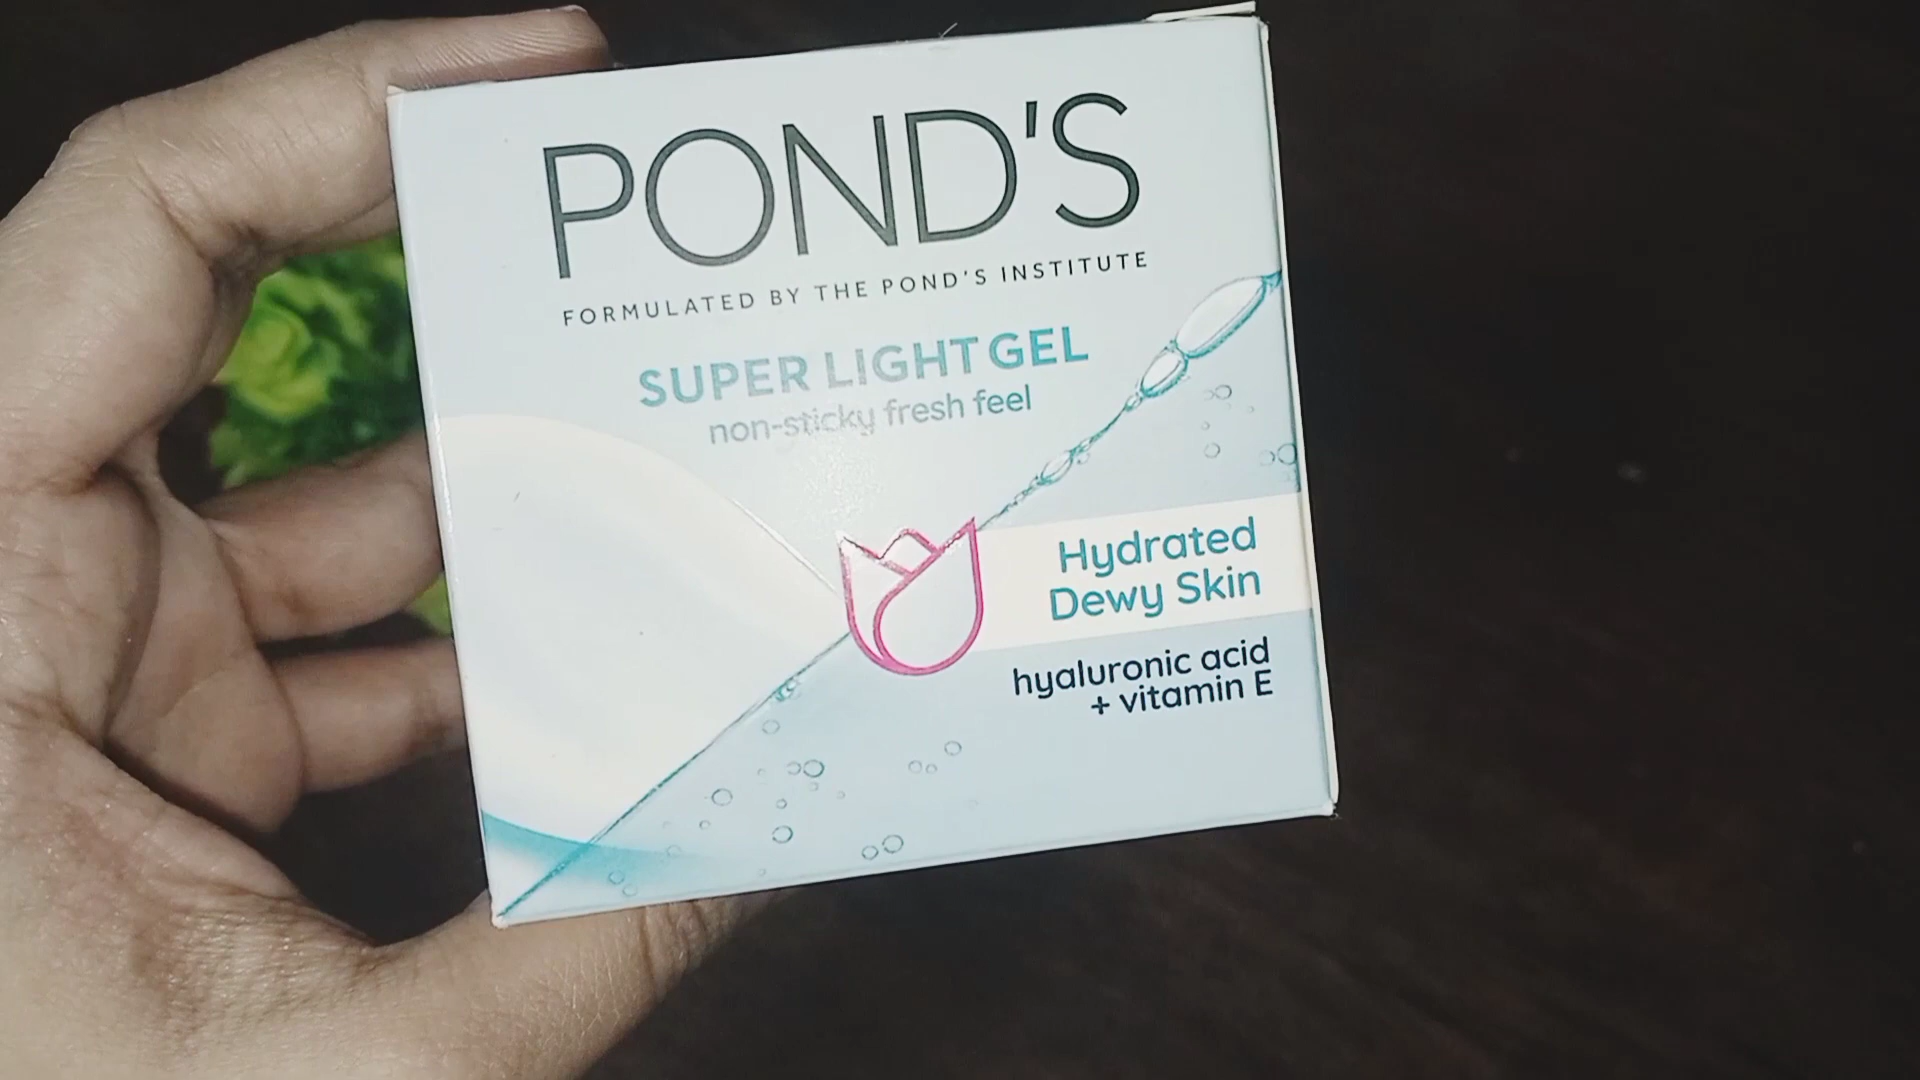 POND'S
FORMULATED BY THE POND'S INSTITUTE
SUPER LIGHT GEL
non-sticky fresh feel
Hydrated
Dewy Skin
hyaluronic acid
+ vitamin E